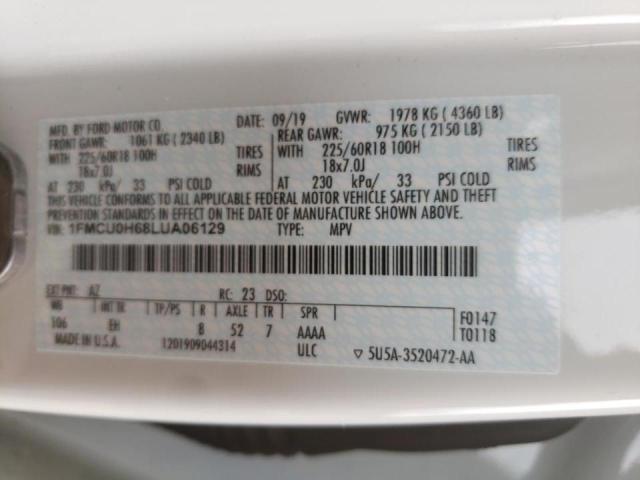 MFD. BY FORD MOTOR CO. DATE: 09/19 GVWR: 1978 KG ( 4360 LB)
FRONT GAWR: 1061 KG ( 2340 LB) REAR GAWR: 975 KG ( 2150 LB)
WITH 225/60R18 100H TIRES WITH 225/60R18 100H TIRES
18x7.0J RIMS 18x7.0J RIMS
AT 230 kPa/ 33 PSI COLD AT 230 kPa/ 33 PSI COLD
THIS VEHICLE CONFORMS TO ALL APPLICABLE FEDERAL MOTOR VEHICLE SAFETY AND THEFT
PREVENTION STANDARDS IN EFFECT ON THE DATE OF MANUFACTURE SHOWN ABOVE.
VIN: 1FMCU0H68LUA06129 TYPE: MPV
EXT PNT: AZ RC: 23 DSO:
WB INT TR TP/PS R AXLE TR SPR F0147
106 EH 8 52 7 AAAA T0118
MADE IN U.S.A. 1201909044314 ULC ▽ 5U5A-3520472-AA